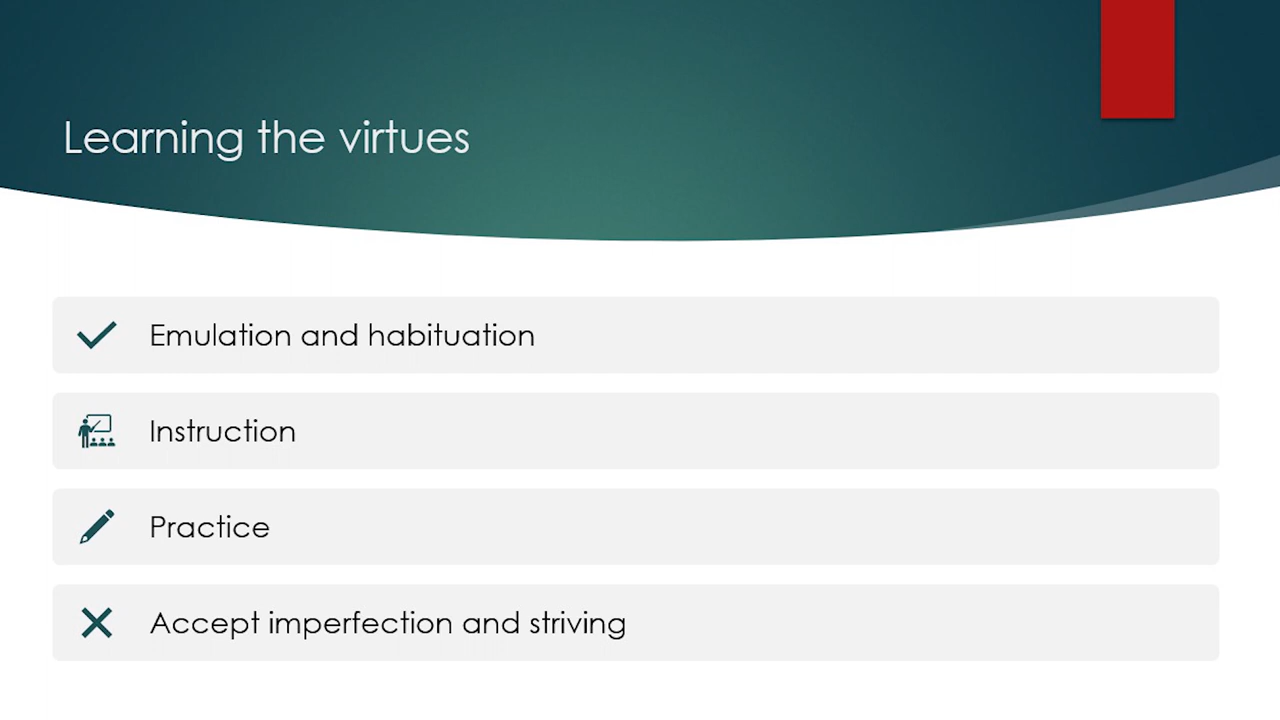 Learning the virtues
Emulation and habituation
Instruction
Practice
Accept imperfection and striving